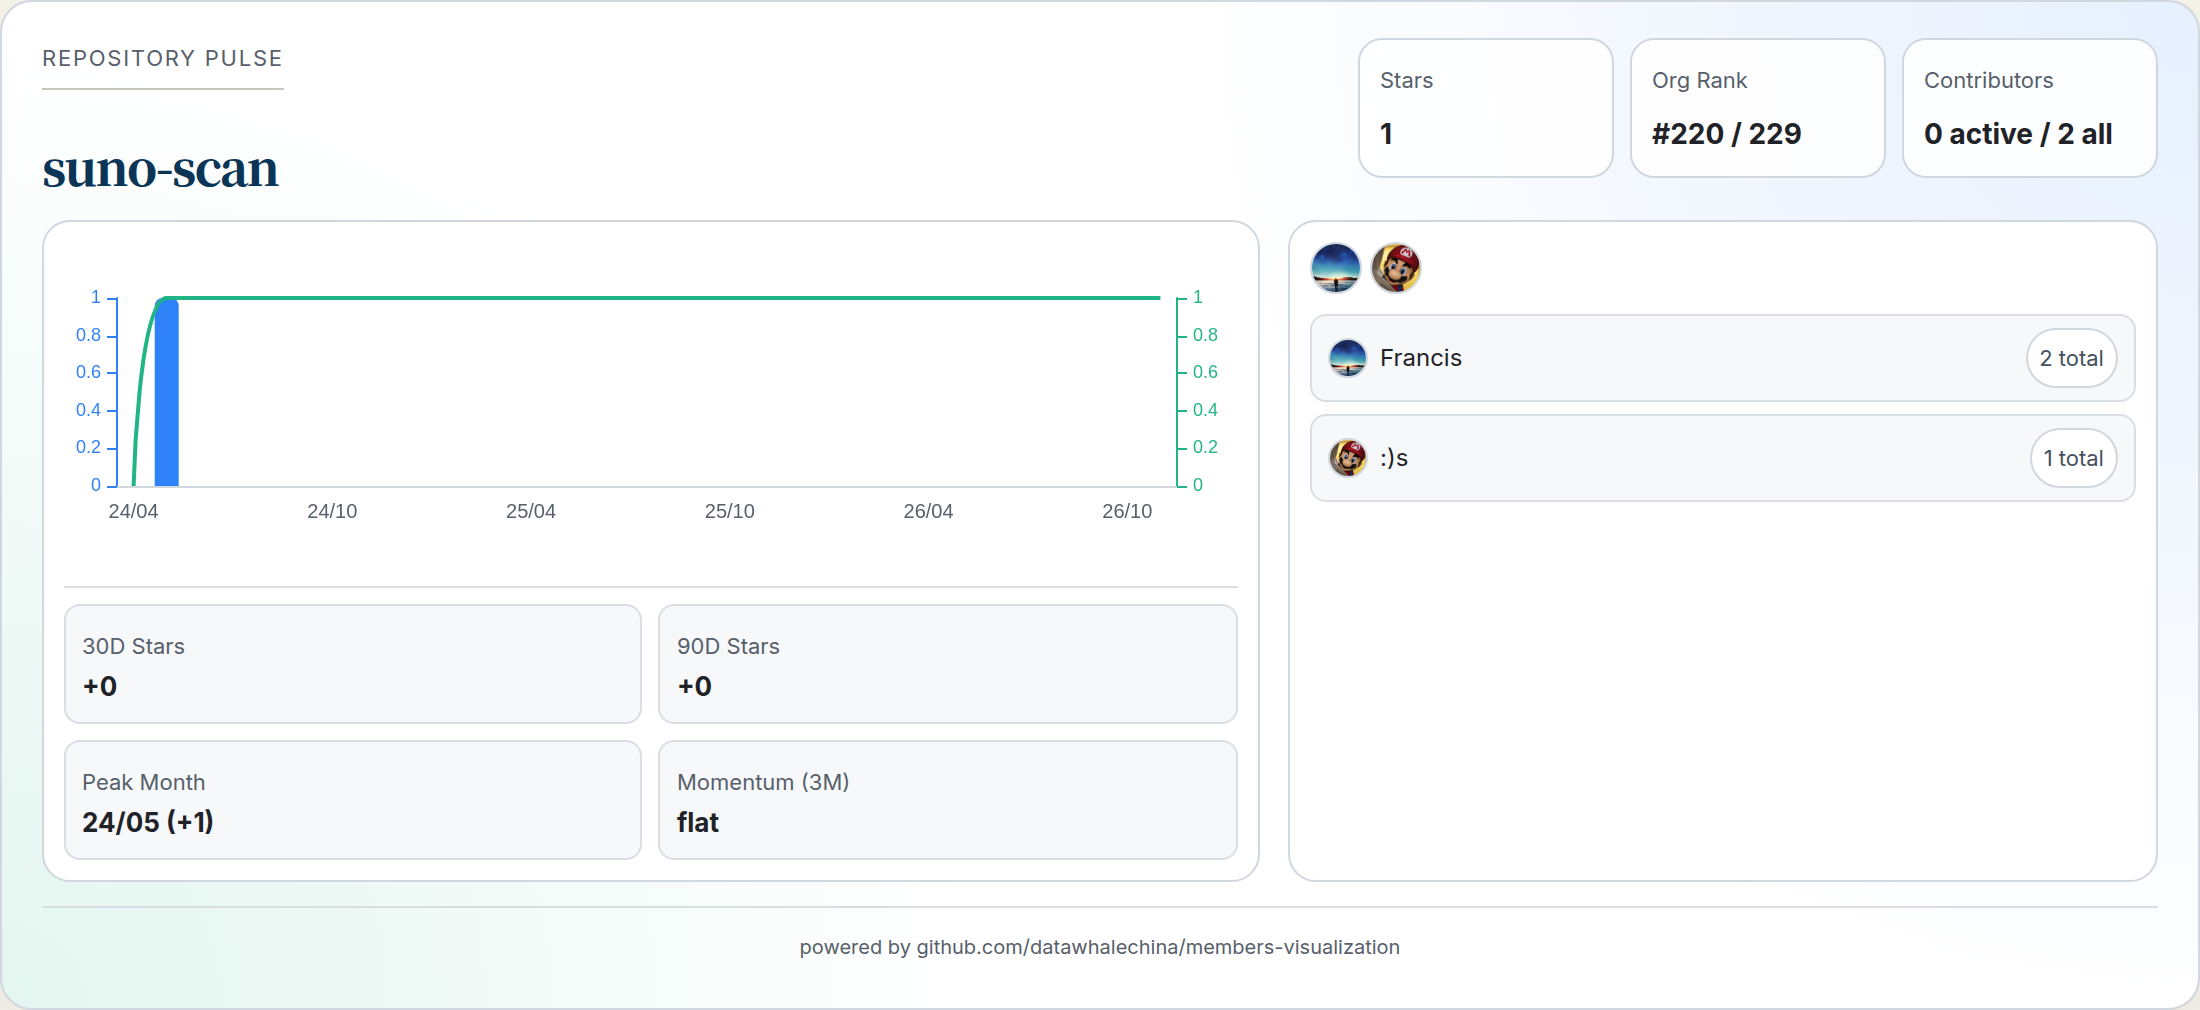 REPOSITORY PULSE
suno-scan
Stars
1
Org Rank
#220 / 229
Contributors
0 active / 2 all
1
0.8
0.6
0.4
0.2
0
1
0.8
0.6
0.4
0.2
0
24/04
24/10
25/04
25/10
26/04
26/10
30D Stars
+0
90D Stars
+0
Peak Month
24/05 (+1)
Momentum (3M)
flat
Francis
2 total
:)s
1 total
powered by github.com/datawhalechina/members-visualization